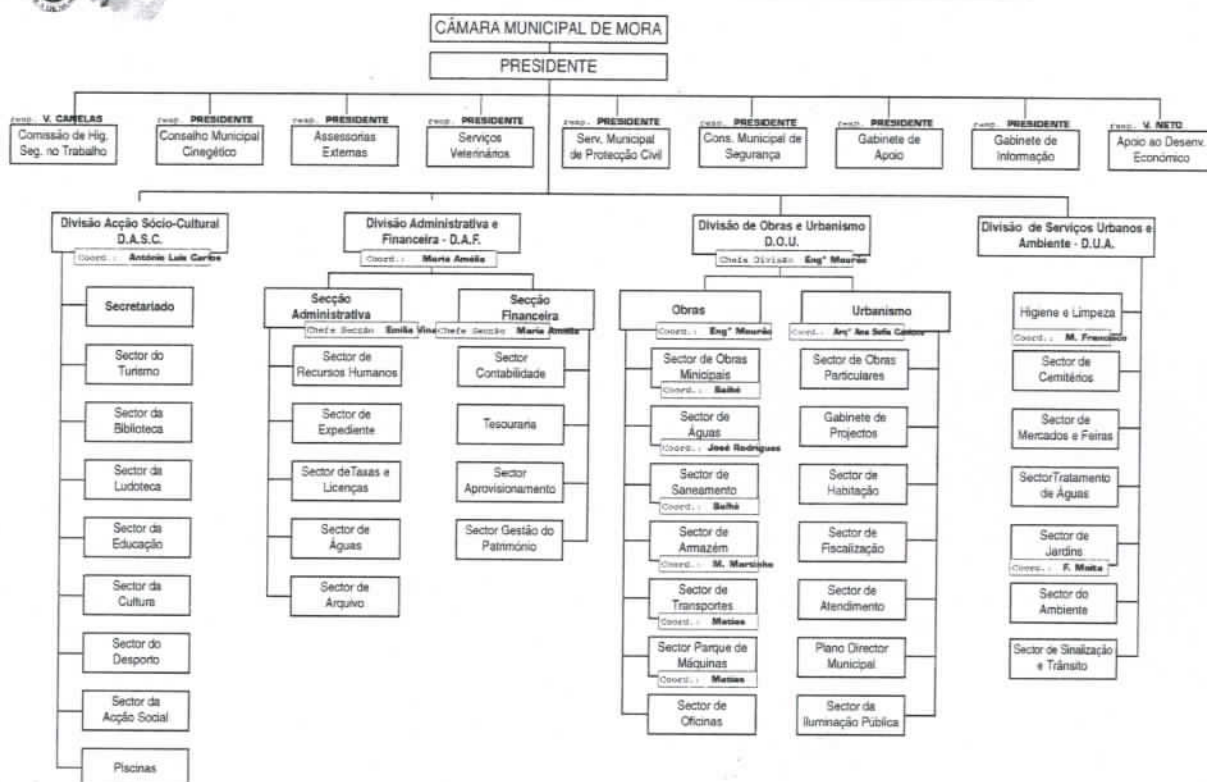 CÂMARA MUNICIPAL DE MORA
PRESIDENTE
resp. V. CANELAS
Comissão de Hig.
Seg. no Trabalho
resp. PRESIDENTE
Conselho Municipal
Cinegético
resp. PRESIDENTE
Assessorias
Externas
resp. PRESIDENTE
Serviços
Veterinários
resp. PRESIDENTE
Serv. Municipal
de Protecção Civil
resp. PRESIDENTE
Cons. Municipal de
Segurança
resp. PRESIDENTE
Gabinete de
Apoio
resp. PRESIDENTE
Gabinete de
Informação
resp. V. NETO
Apoio ao Desenv.
Económico
Divisão Acção Sócio-Cultural
D.A.S.C.
Coord.: António Luis Carlos
Secretariado
Sector do
Turismo
Sector da
Biblioteca
Sector da
Ludoteca
Sector da
Educação
Sector da
Cultura
Sector do
Desporto
Sector da
Acção Social
Piscinas
Divisão Administrativa e
Financeira - D.A.F.
Coord.: Maria Amélia
Secção
Administrativa
Chefe Secção Emília Vina
Sector de
Recursos Humanos
Sector de
Expediente
Sector deTaxas e
Licenças
Sector de
Águas
Sector de
Arquivo
Secção
Financeira
Chefe Secção Maria Amélia
Sector
Contabilidade
Tesouraria
Sector
Aprovisionamento
Sector Gestão do
Património
Divisão de Obras e Urbanismo
D.O.U.
Chefe Divisão Engº Mourão
Obras
Coord.: Engº Mourão
Sector de Obras
Minicipais
Coord.: Balhé
Sector de
Águas
Coord.: José Rodrigues
Sector de
Saneamento
Coord.: Balhé
Sector de
Armazém
Coord.: M. Marsinho
Sector de
Transportes
Coord.: Matias
Sector Parque de
Máquinas
Coord.: Matias
Sector de
Oficinas
Urbanismo
Coord.: Arqª Ana Sofia
Sector de Obras
Particulares
Gabinete de
Projectos
Sector de
Habitação
Sector de
Fiscalização
Sector de
Atendimento
Plano Director
Municipal
Sector da
Iluminação Pública
Divisão de Serviços Urbanos e
Ambiente - D.U.A.
Higiene e Limpeza
Coord.: M. Francisco
Sector de
Cemitérios
Sector de
Mercados e Feiras
SectorTratamento
de Águas
Sector de
Jardins
Coord.: F. Moita
Sector do
Ambiente
Sector de Sinalização
e Trânsito